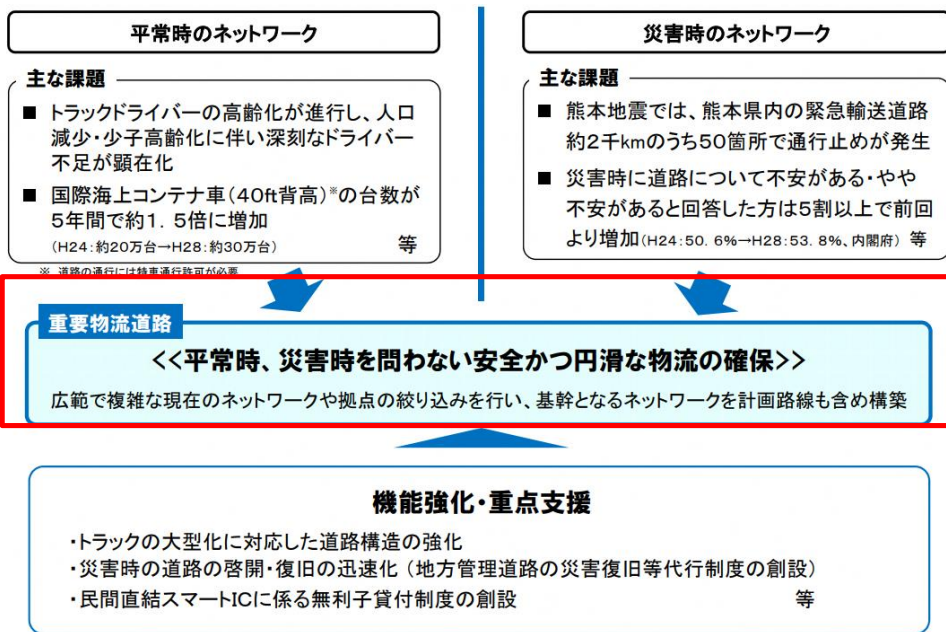 平常時のネットワーク
主な課題
■ トラックドライバーの高齢化が進行し、人口
減少・少子高齢化に伴い深刻なドライバー
不足が顕在化
■ 国際海上コンテナ車(40ft背高)※の台数が
5年間で約1.5倍に増加
(H24:約20万台→H28:約30万台) 等
※ 道路の通行には特車通行許可が必要
災害時のネットワーク
主な課題
■ 熊本地震では、熊本県内の緊急輸送道路
約2千kmのうち50箇所で通行止めが発生
■ 災害時に道路について不安がある・やや
不安があると回答した方は5割以上で前回
より増加(H24:50.6%→H28:53.8%、内閣府) 等
重要物流道路
<<平常時、災害時を問わない安全かつ円滑な物流の確保>>
広範で複雑な現在のネットワークや拠点の絞り込みを行い、基幹となるネットワークを計画路線も含め構築
機能強化・重点支援
・トラックの大型化に対応した道路構造の強化
・災害時の道路の啓開・復旧の迅速化(地方管理道路の災害復旧等代行制度の創設)
・民間直結スマートICに係る無利子貸付制度の創設 等